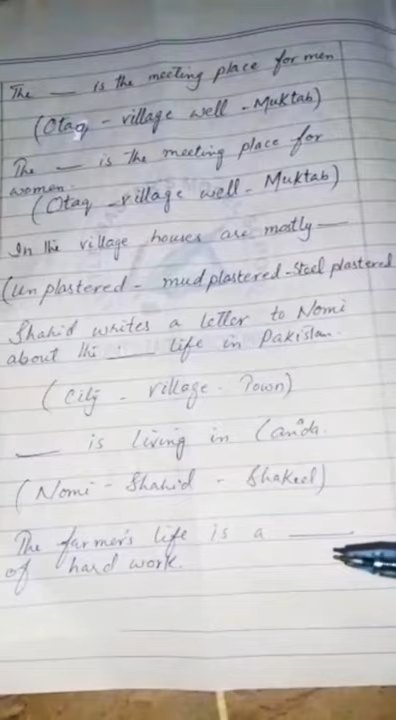 The ___ is the meeting place for men
(Otaq - village well - Muktab)
The ___ is the meeting place for
women.
(Otaq - village well - Muktab)
In the village houses are mostly ___
(unplastered - mud plastered - Steel plastered
Shahid writes a letter to Nomi
about the ___ life in Pakistan.
(City - village - Town)
___ is living in Canada.
(Nomi - Shahid - Shakeel)
The farmer's life is a ___
of hard work.